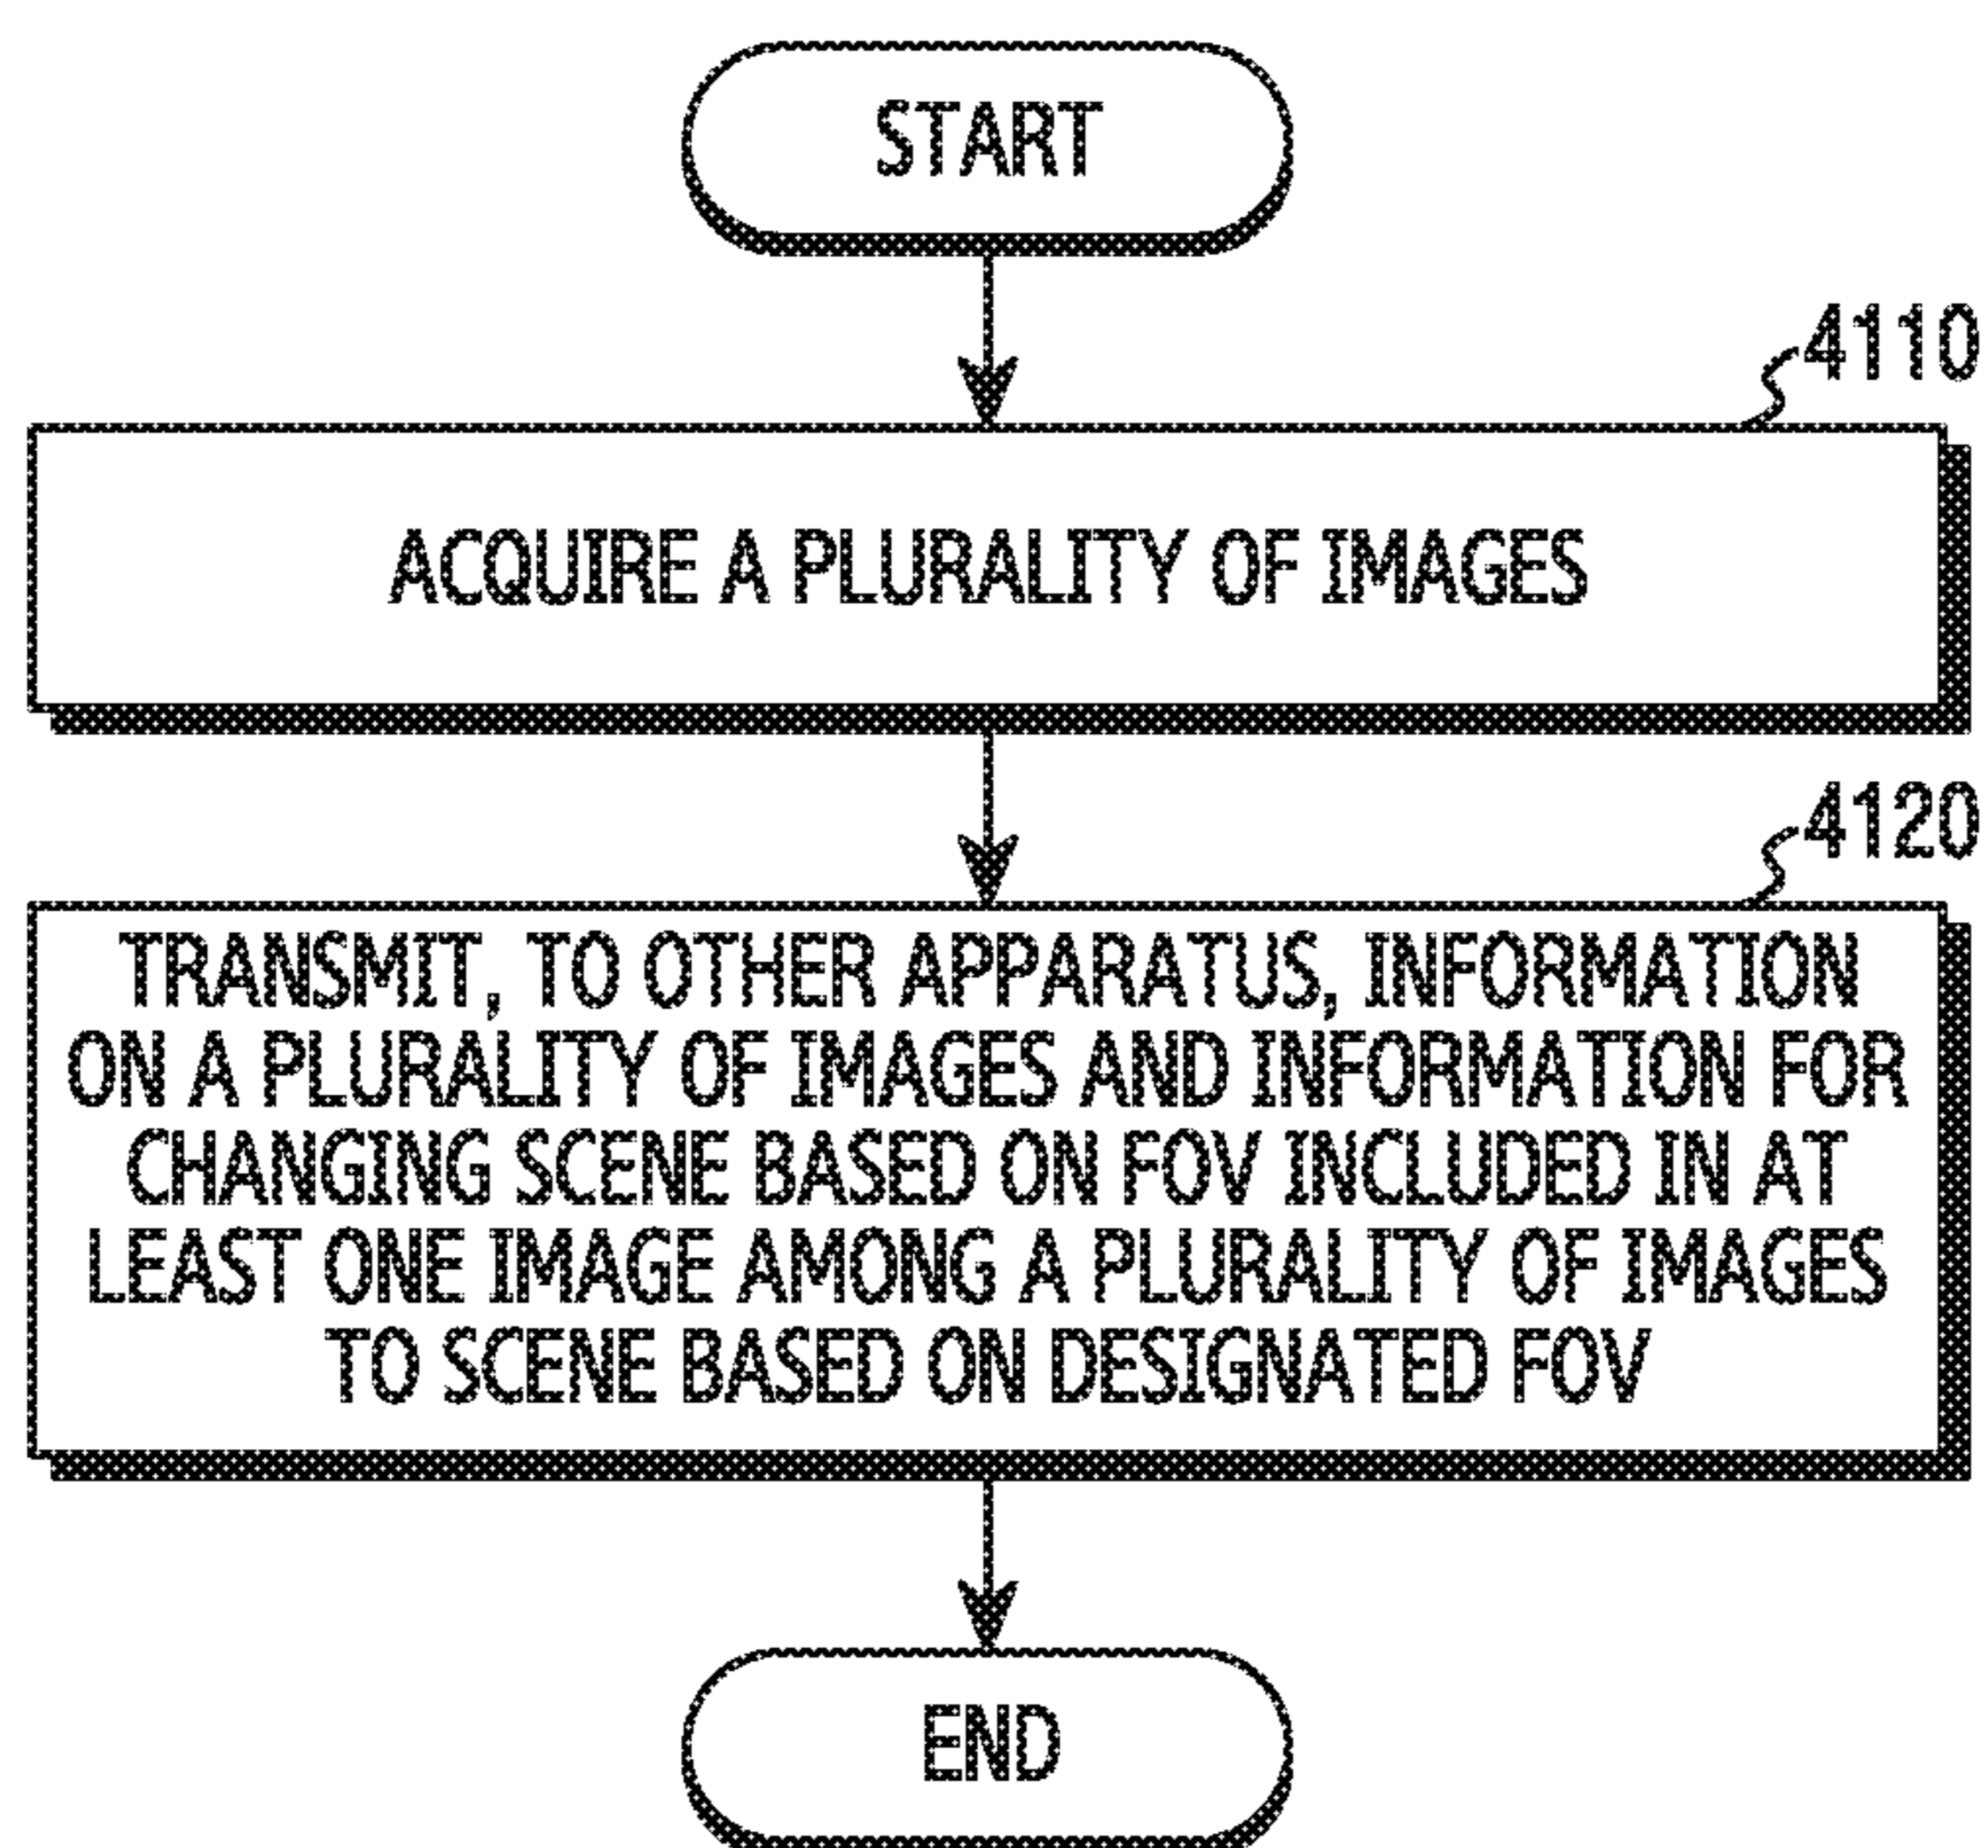 START
4110
ACQUIRE A PLURALITY OF IMAGES
4120
TRANSMIT, TO OTHER APPARATUS, INFORMATION
ON A PLURALITY OF IMAGES AND INFORMATION FOR
CHANGING SCENE BASED ON FOV INCLUDED IN AT
LEAST ONE IMAGE AMONG A PLURALITY OF IMAGES
TO SCENE BASED ON DESIGNATED FOV
END